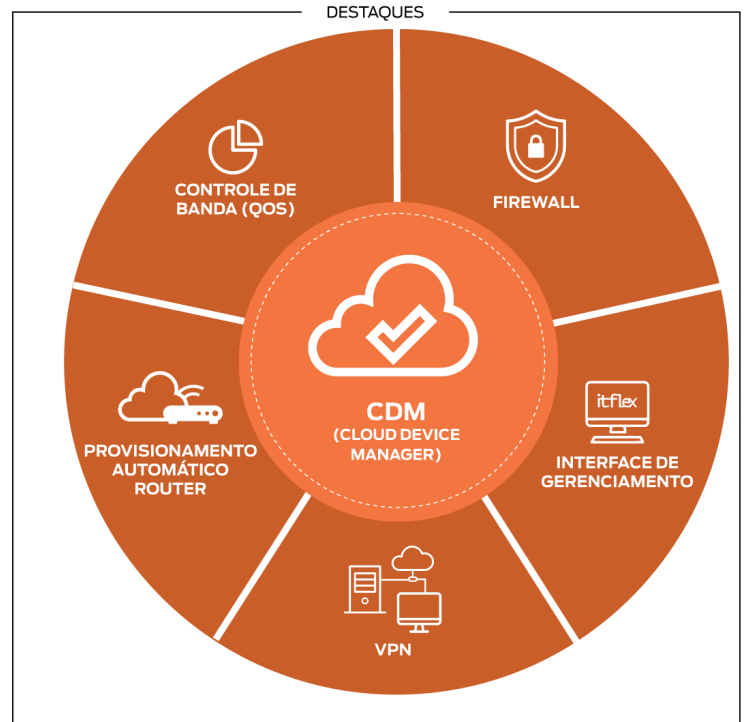 DESTAQUES
CONTROLE DE
BANDA (QOS)
FIREWALL
CDM
(CLOUD DEVICE
MANAGER)
PROVISIONAMENTO
AUTOMÁTICO
ROUTER
itflex
INTERFACE DE
GERENCIAMENTO
VPN